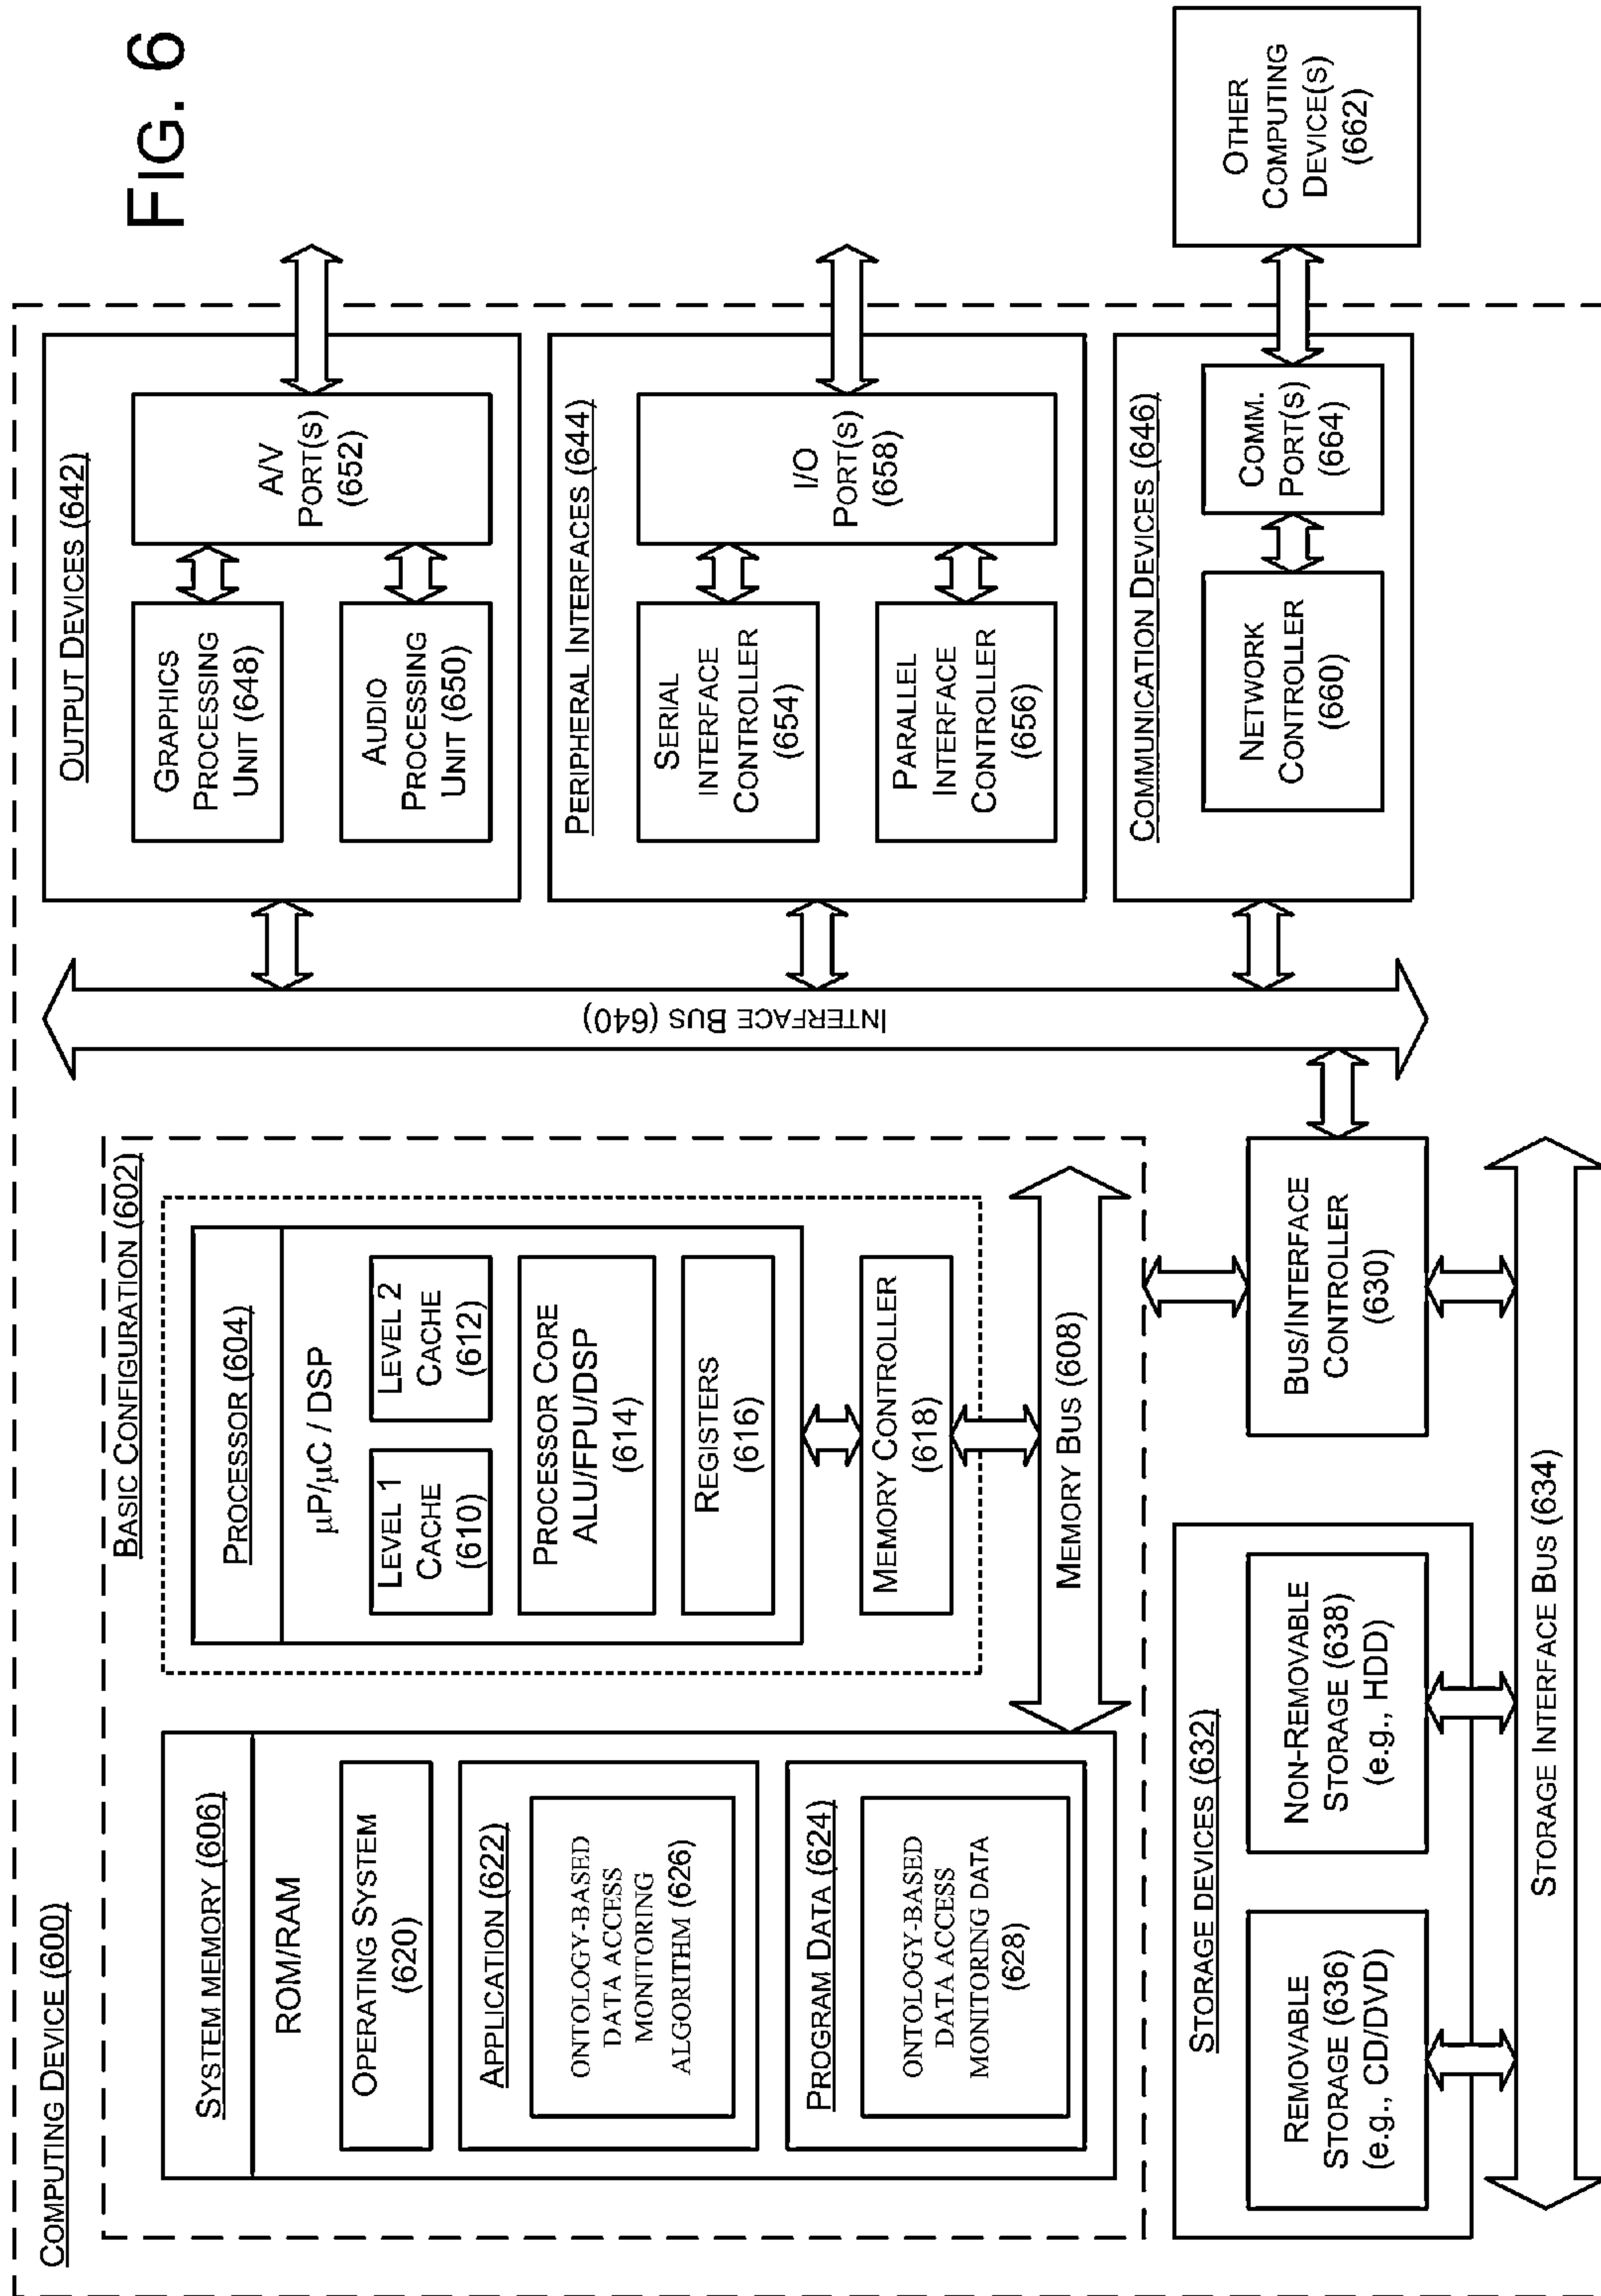 FIG. 6
COMPUTING DEVICE (600)
BASIC CONFIGURATION (602)
SYSTEM MEMORY (606)
ROM/RAM
OPERATING SYSTEM
(620)
APPLICATION (622)
ONTOLOGY-BASED
DATA ACCESS
MONITORING
ALGORITHM (626)
PROGRAM DATA (624)
ONTOLOGY-BASED
DATA ACCESS
MONITORING DATA
(628)
PROCESSOR (604)
µP/µC / DSP
LEVEL 1
CACHE
(610)
LEVEL 2
CACHE
(612)
PROCESSOR CORE
ALU/FPU/DSP
(614)
REGISTERS
(616)
MEMORY CONTROLLER
(618)
MEMORY BUS (608)
BUS/INTERFACE
CONTROLLER
(630)
STORAGE DEVICES (632)
REMOVABLE
STORAGE (636)
(e.g., CD/DVD)
NON-REMOVABLE
STORAGE (638)
(e.g., HDD)
STORAGE INTERFACE BUS (634)
INTERFACE BUS (640)
OUTPUT DEVICES (642)
GRAPHICS
PROCESSING
UNIT (648)
AUDIO
PROCESSING
UNIT (650)
A/V
PORT(S)
(652)
PERIPHERAL INTERFACES (644)
SERIAL
INTERFACE
CONTROLLER
(654)
PARALLEL
INTERFACE
CONTROLLER
(656)
I/O
PORT(S)
(658)
COMMUNICATION DEVICES (646)
NETWORK
CONTROLLER
(660)
COMM.
PORT(S)
(664)
OTHER
COMPUTING
DEVICE(S)
(662)